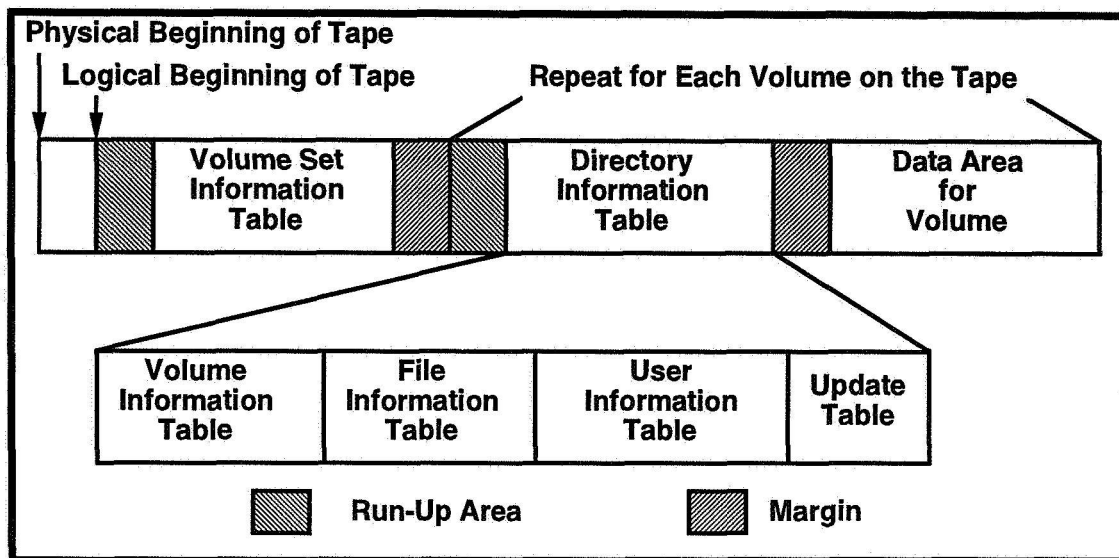 Physical Beginning of Tape
Logical Beginning of Tape
Repeat for Each Volume on the Tape
Volume Set
Information
Table
Directory
Information
Table
Data Area
for
Volume
Volume
Information
Table
File
Information
Table
User
Information
Table
Update
Table
Run-Up Area
Margin